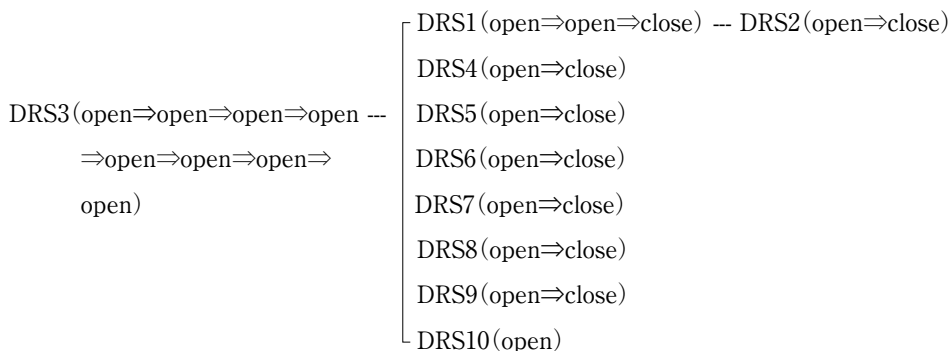 DRS1(open⇒open⇒close) --- DRS2(open⇒close)
DRS4(open⇒close)
DRS3(open⇒open⇒open⇒open --- DRS5(open⇒close)
⇒open⇒open⇒open⇒ DRS6(open⇒close)
open) DRS7(open⇒close)
DRS8(open⇒close)
DRS9(open⇒close)
DRS10(open)